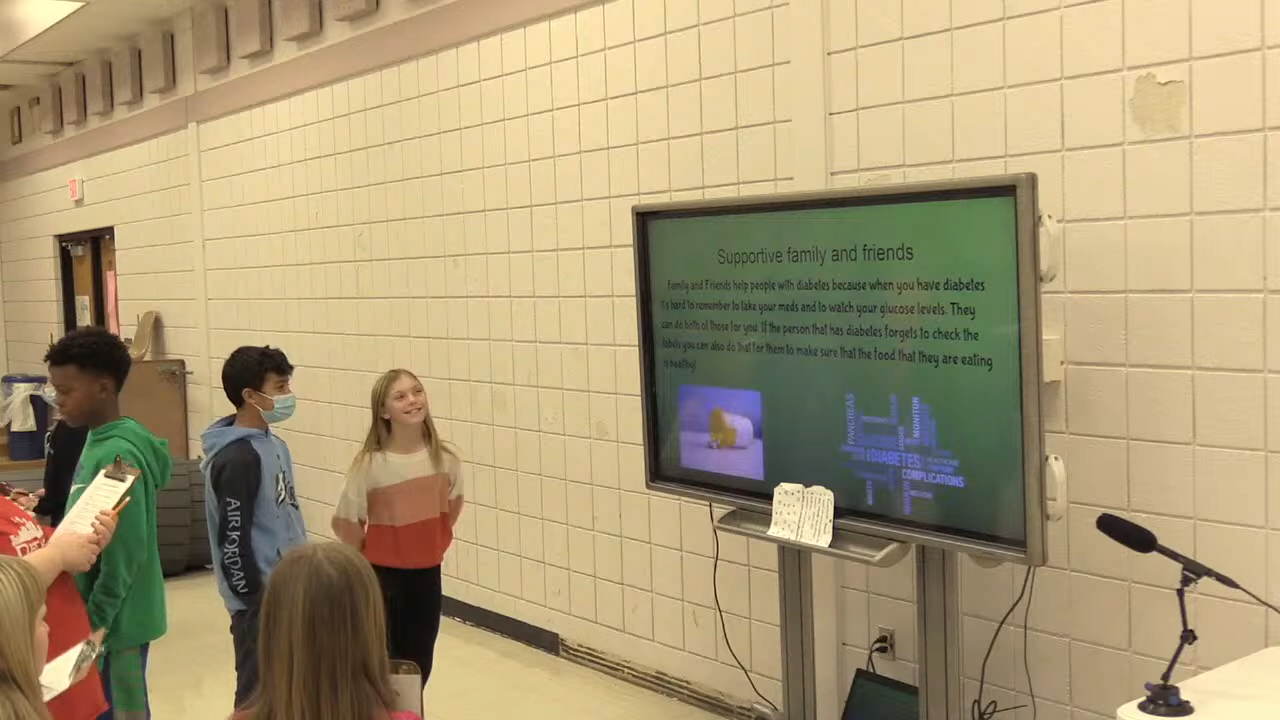 Supportive family and friends
Family and Friends help people with diabetes because when you have diabetes
it's hard to remember to take your meds and to watch your glucose levels. They
can do both of those for you. If the person that has diabetes forgets to check the
labels you can also do that for them to make sure that the food that they are eating
is healthy!
PANCREAS
MONITOR
DIABETES
COMPLICATIONS
AIR JORDAN